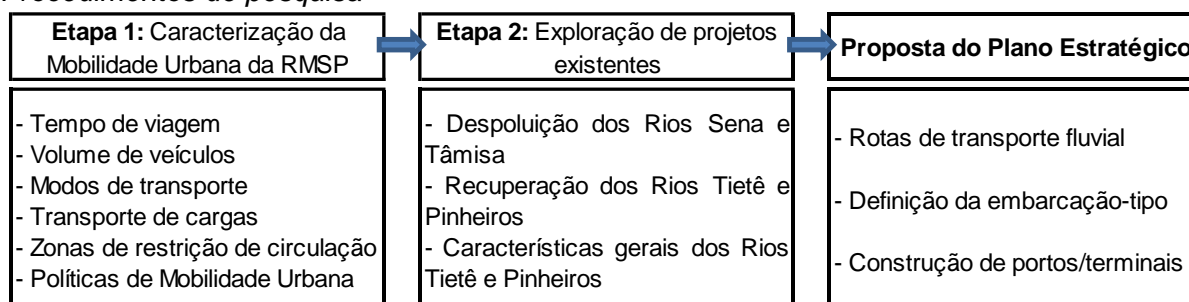 Procedimentos de pesquisa
Etapa 1: Caracterização da
Mobilidade Urbana da RMSP
Etapa 2: Exploração de projetos
existentes
Proposta do Plano Estratégico
- Tempo de viagem
- Volume de veículos
- Modos de transporte
- Transporte de cargas
- Zonas de restrição de circulação
- Políticas de Mobilidade Urbana
- Despoluição dos Rios Sena e
Tâmisa
- Recuperação dos Rios Tietê e
Pinheiros
- Características gerais dos Rios
Tietê e Pinheiros
- Rotas de transporte fluvial
- Definição da embarcação-tipo
- Construção de portos/terminais